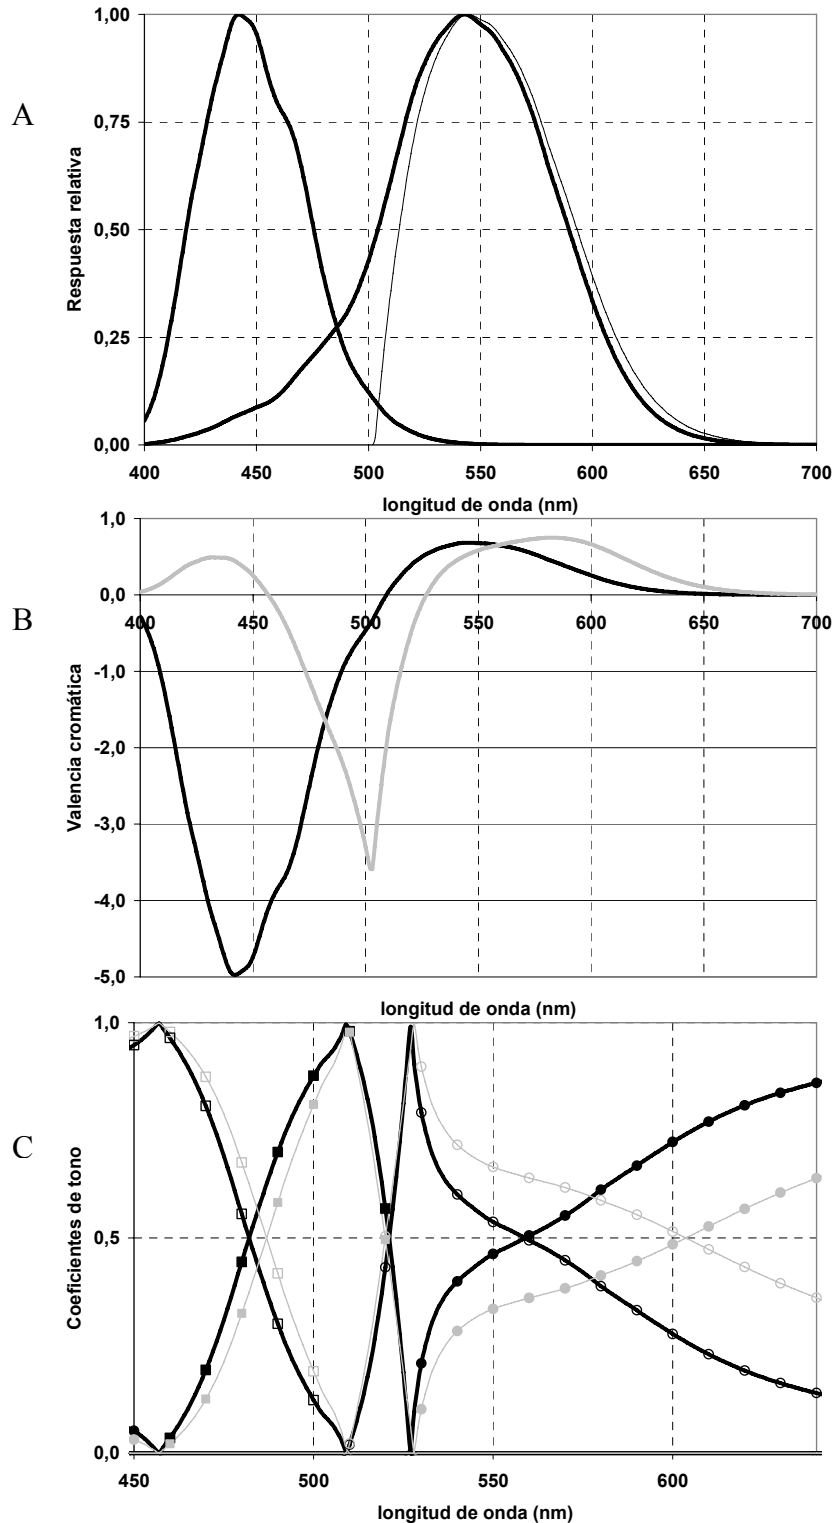 A
Respuesta relativa
1,00
0,75
0,50
0,25
0,00
400 450 500 550 600 650 700
longitud de onda (nm)
B
Valencia cromática
1,0
0,0
400 450 500 550 600 650 700
-1,0
-2,0
-3,0
-4,0
-5,0
longitud de onda (nm)
C
Coeficientes de tono
1,0
0,5
0,0
450 500 550 600
longitud de onda (nm)